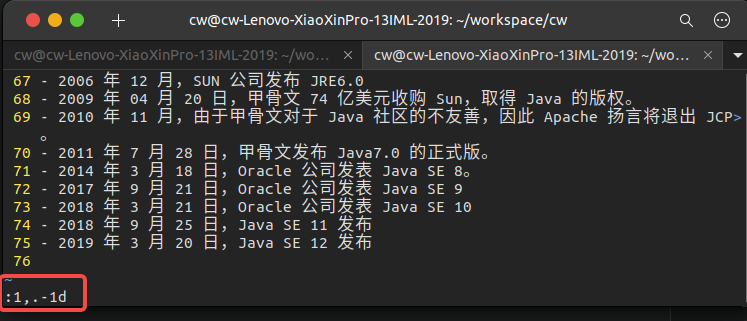 cw@cw-Lenovo-XiaoXinPro-13IML-2019: ~/workspace/cw
cw@cw-Lenovo-XiaoXinPro-13IML-2019: ~/wo...
cw@cw-Lenovo-XiaoXinPro-13IML-2019: ~/wo...
67 - 2006 年 12 月，SUN 公司发布 JRE6.0
68 - 2009 年 04 月 20 日，甲骨文 74 亿美元收购 Sun，取得 Java 的版权。
69 - 2010 年 11 月，由于甲骨文对于 Java 社区的不友善，因此 Apache 扬言将退出 JCP>
。
70 - 2011 年 7 月 28 日，甲骨文发布 Java7.0 的正式版。
71 - 2014 年 3 月 18 日，Oracle 公司发表 Java SE 8。
72 - 2017 年 9 月 21 日，Oracle 公司发表 Java SE 9
73 - 2018 年 3 月 21 日，Oracle 公司发表 Java SE 10
74 - 2018 年 9 月 25 日，Java SE 11 发布
75 - 2019 年 3 月 20 日，Java SE 12 发布
76
~
:1,.-1d